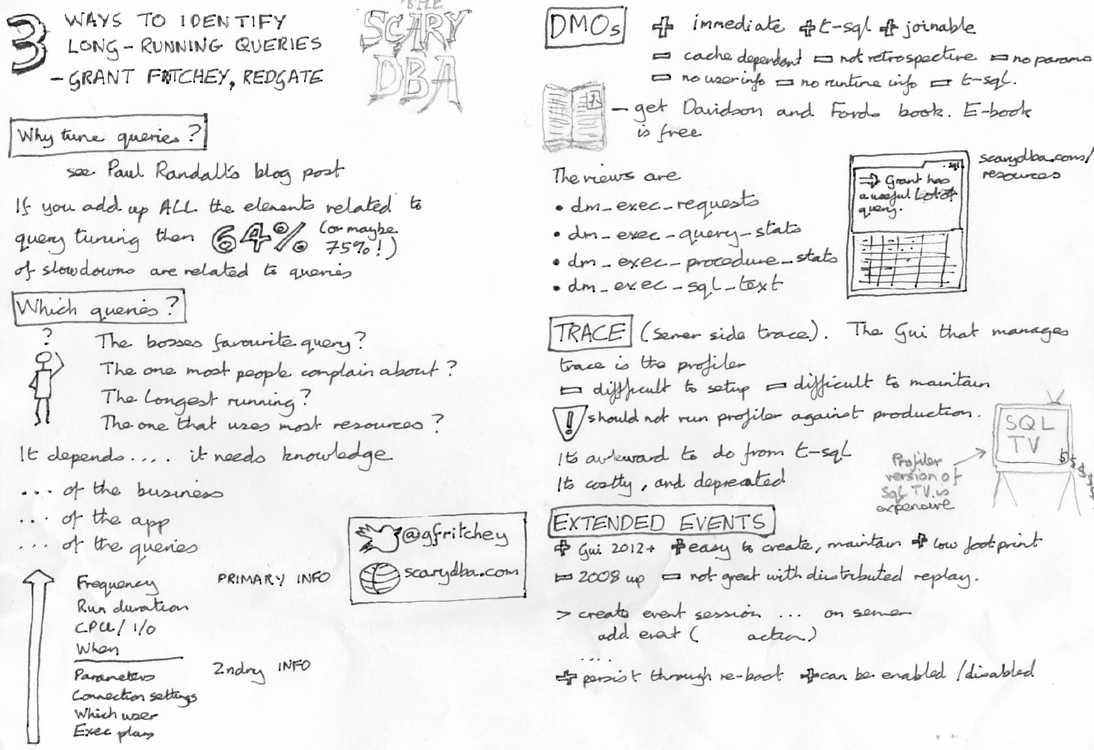 3 WAYS TO IDENTIFY
LONG-RUNNING QUERIES
- GRANT FRITCHEY, REDGATE
THE
SCARY
DBA
Why tune queries?
see Paul Randall's blog post
If you add up ALL the elements related to
query tuning then 64% (or maybe 75%!)
of slowdowns are related to queries
Which queries?
?
The bosses favourite query?
The one most people complain about?
The longest running?
The one that uses most resources?
It depends.... it needs knowledge
... of the business
... of the app
... of the queries
@gfritchey
scarydba.com
Frequency PRIMARY INFO
Run duration
CPU / I/O
When
Parameters 2ndry INFO
Connection settings
Which user
Exec plans
DMOs + immediate + t-sql + joinable
- cache dependant - not retrospective - no params
- no user info - no runtime info - t-sql.
- get Davidson and Fords book. E-book
is free
The views are
• dm_exec_requests
• dm_exec_query_stats
• dm_exec_procedure_stats
• dm_exec_sql_text
.sql
⇒ Grant has
a useful
query.
scarydba.com/
resources
TRACE (server side trace). The Gui that manages
trace is the profiler
- diffficult to setup - difficult to maintain
! should not run profiler against production.
Its awkward to do from t-sql
Its costly, and deprecated
Profiler
version of
Sql TV. is
expensive
SQL
TV
$$$$$
EXTENDED EVENTS
+ Gui 2012+ + easy to create, maintain + low footprint
- 2008 up - not great with distributed replay.
> create event session ... on server
add event ( action)
....
+ persist through re-boot + can be enabled /disabled